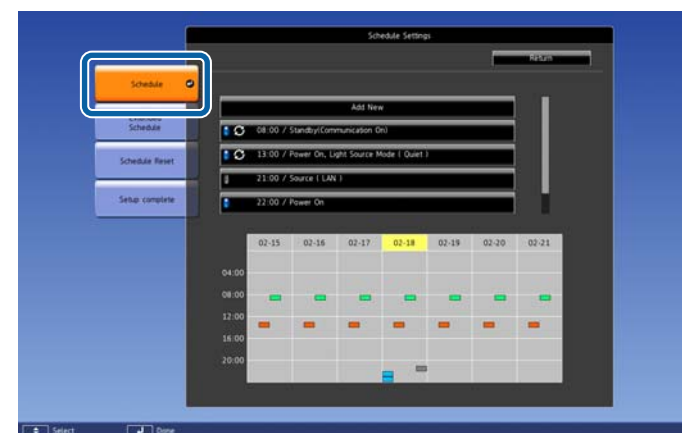 Schedule Settings
Return
Schedule
Extended
Schedule
Schedule Reset
Setup complete
Add New
08:00 / Standby(Communication On)
13:00 / Power On, Light Source Mode ( Quiet )
21:00 / Source ( LAN )
22:00 / Power On
02-15 02-16 02-17 02-18 02-19 02-20 02-21
04:00
08:00
12:00
16:00
20:00
Select Done